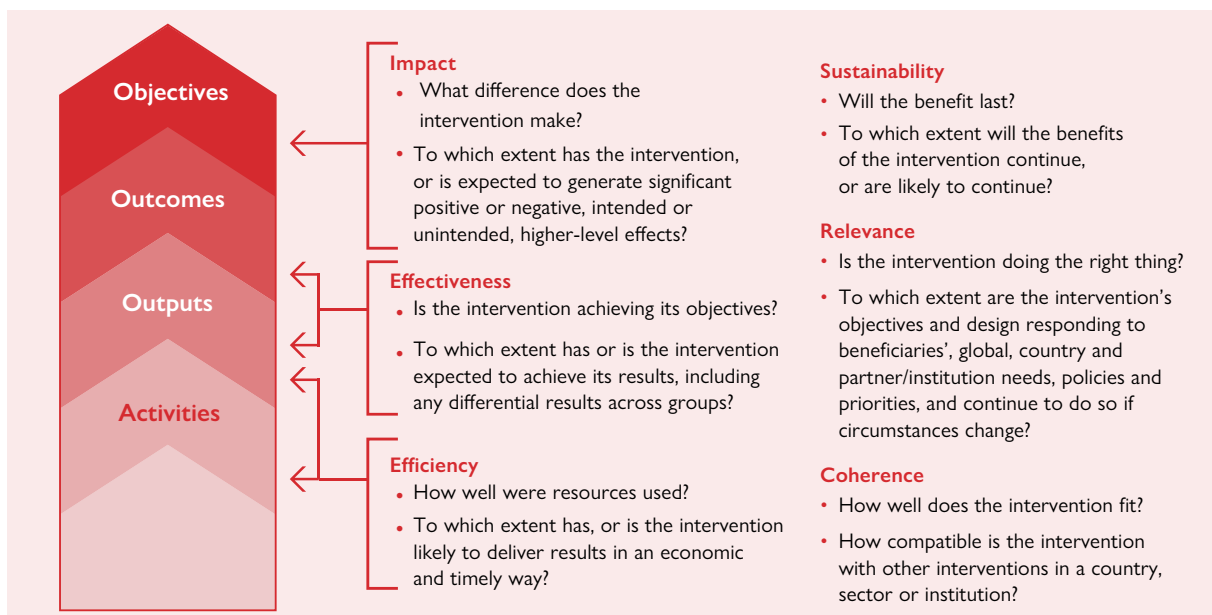 Objectives
Outcomes
Outputs
Activities
Impact
• What difference does the
intervention make?
• To which extent has the intervention,
or is expected to generate significant
positive or negative, intended or
unintended, higher-level effects?
Effectiveness
• Is the intervention achieving its objectives?
• To which extent has or is the intervention
expected to achieve its results, including
any differential results across groups?
Efficiency
• How well were resources used?
• To which extent has, or is the intervention
likely to deliver results in an economic
and timely way?
Sustainability
• Will the benefit last?
• To which extent will the benefits
of the intervention continue,
or are likely to continue?
Relevance
• Is the intervention doing the right thing?
• To which extent are the intervention’s
objectives and design responding to
beneficiaries’, global, country and
partner/institution needs, policies and
priorities, and continue to do so if
circumstances change?
Coherence
• How well does the intervention fit?
• How compatible is the intervention
with other interventions in a country,
sector or institution?